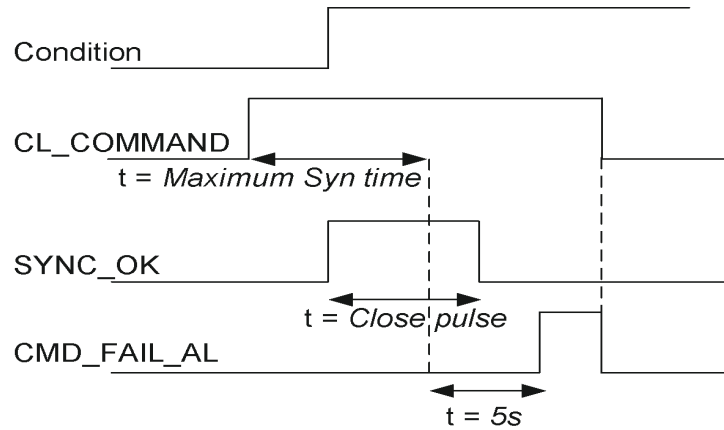 Condition
CL_COMMAND
t = Maximum Syn time
SYNC_OK
t = Close pulse
CMD_FAIL_AL
t = 5s